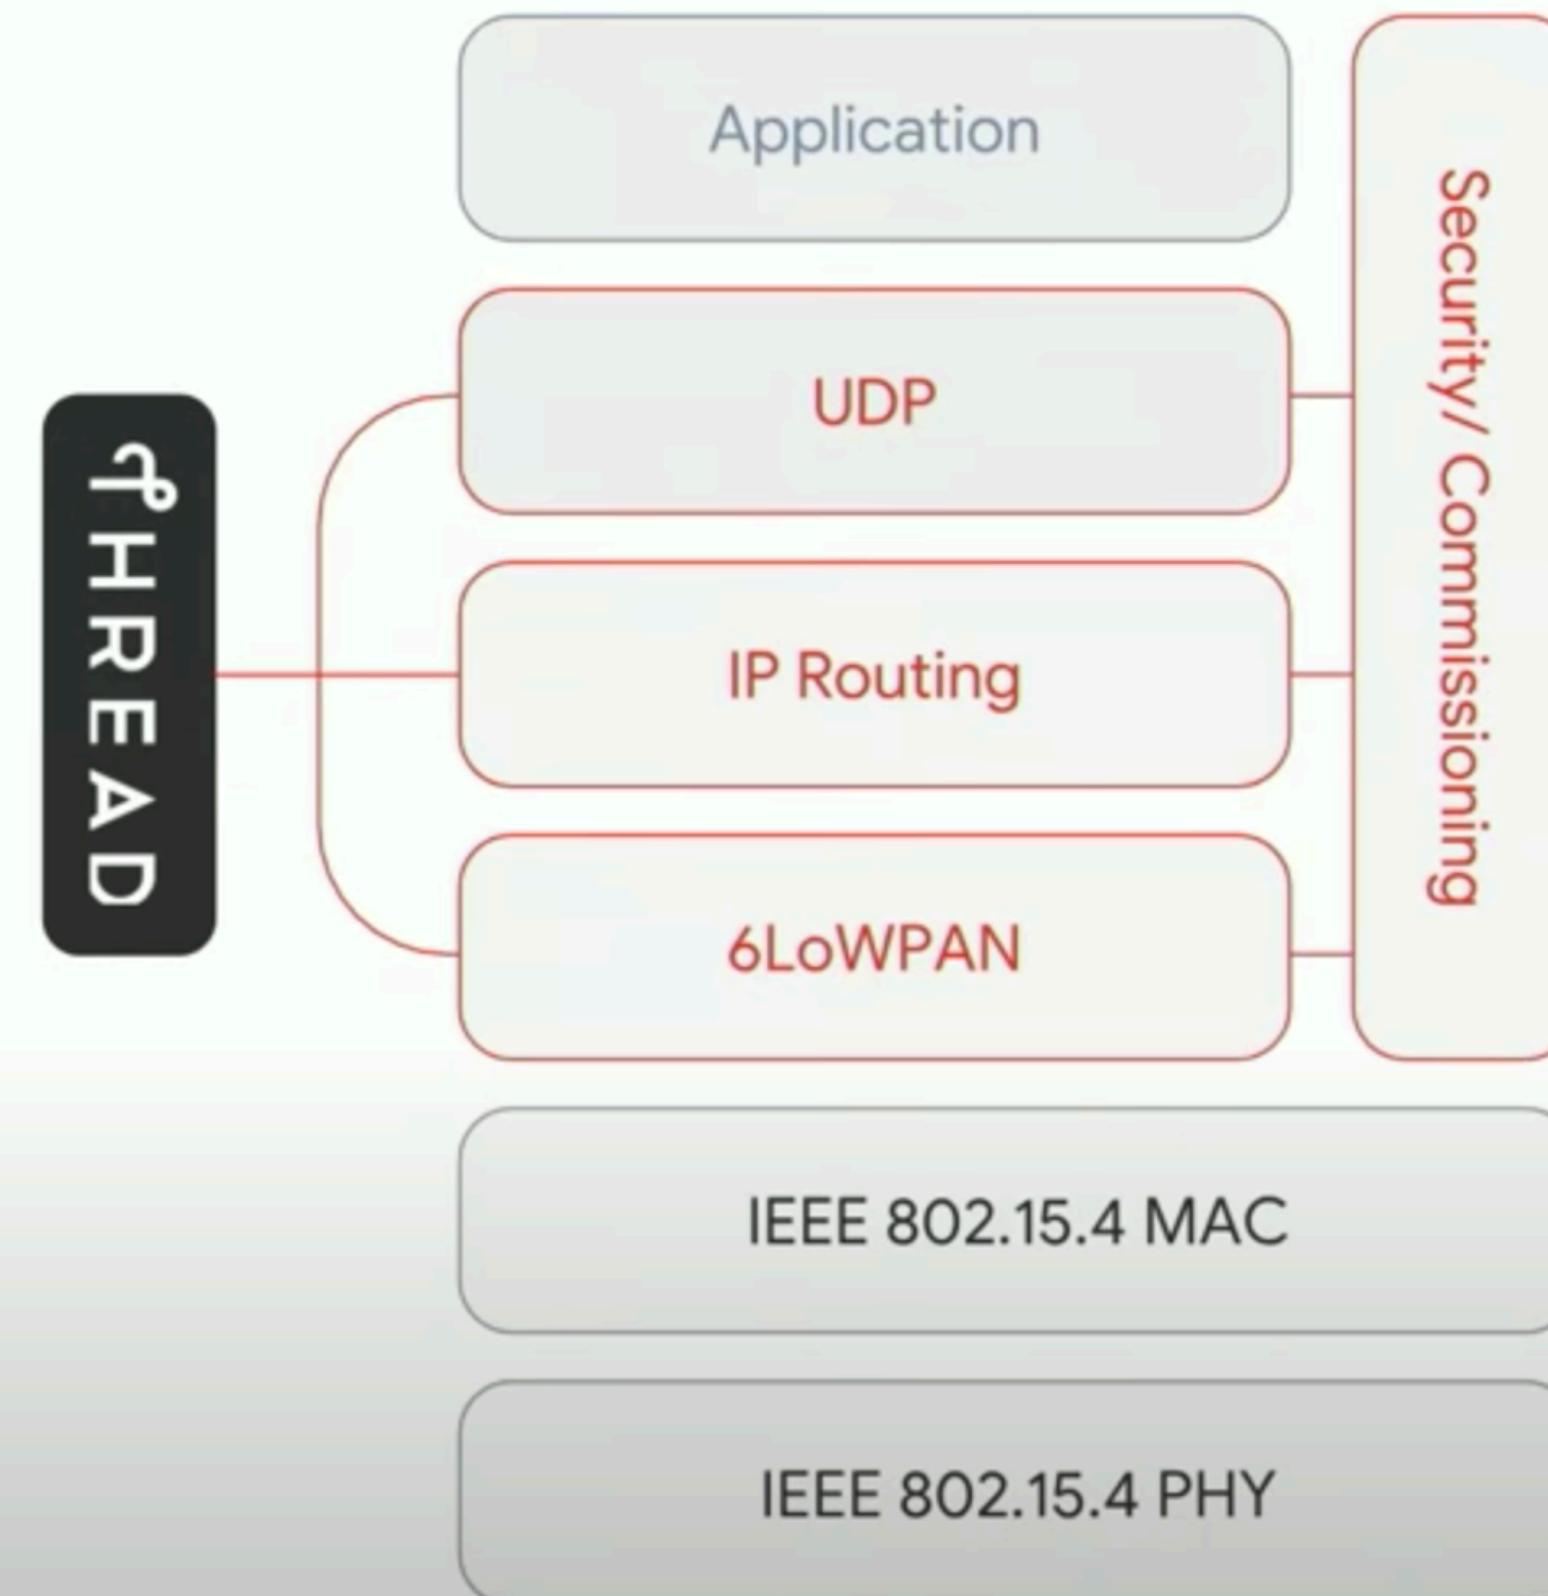 Application
UDP
IP Routing
6LoWPAN
Security/ Commissioning
THREAD
IEEE 802.15.4 MAC
IEEE 802.15.4 PHY